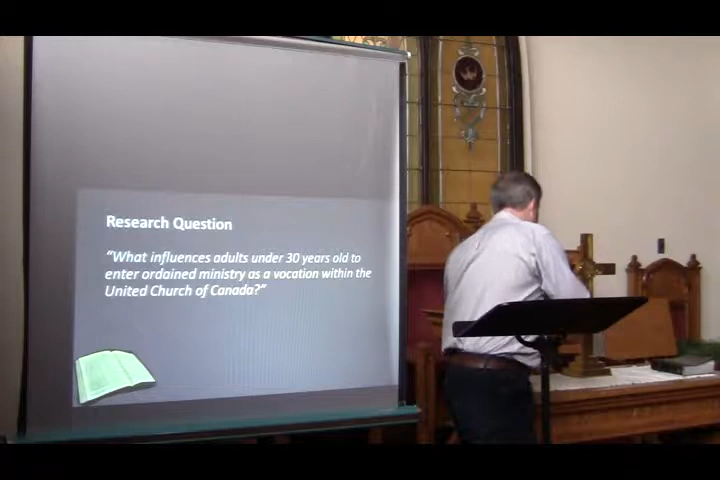 Research Question
“What influences adults under 30 years old to
enter ordained ministry as a vocation within the
United Church of Canada?”